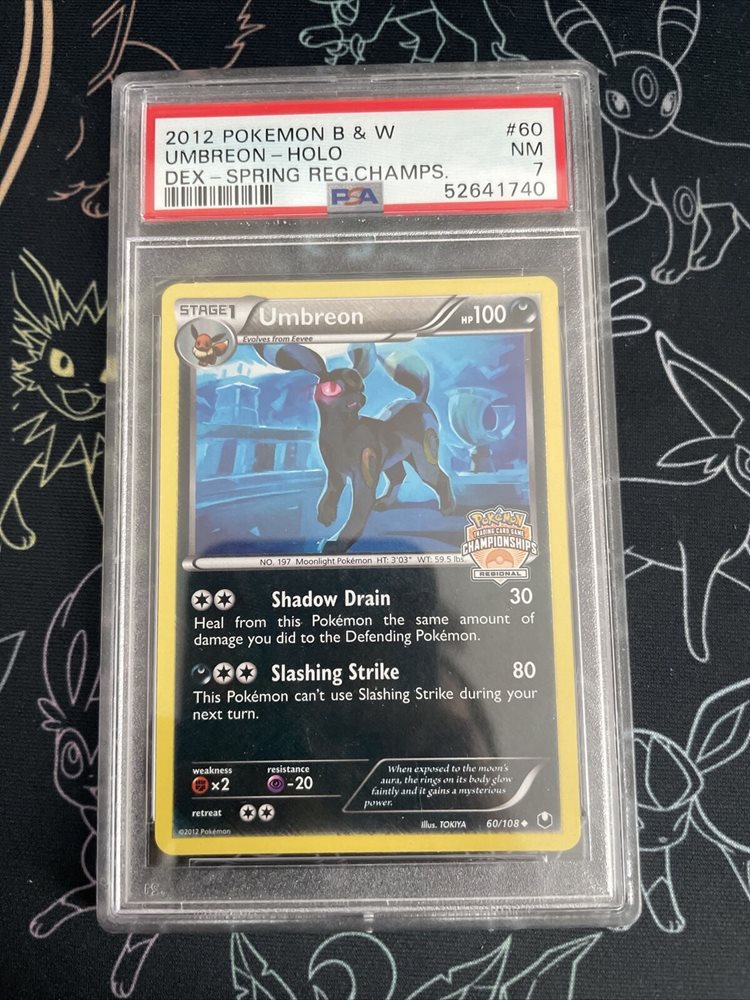 2012 POKEMON B & W #60
UMBREON - HOLO NM
DEX - SPRING REG.CHAMPS. 7
PSA 52641740
STAGE1 Umbreon HP100
Evolves from Eevee
Pokémon
TRADING CARD GAME
CHAMPIONSHIPS
REGIONAL
NO. 197 Moonlight Pokémon HT: 3'03" WT: 59.5 lbs.
Shadow Drain 30
Heal from this Pokémon the same amount of
damage you did to the Defending Pokémon.
Slashing Strike 80
This Pokémon can't use Slashing Strike during your
next turn.
weakness resistance
×2 -20
retreat
When exposed to the moon's
aura, the rings on its body glow
faintly and it gains a mysterious
power.
©2012 Pokémon
Illus. TOKIYA 60/108